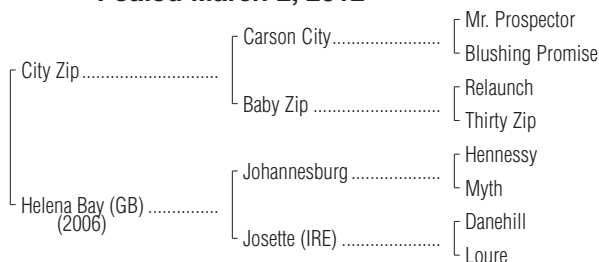 Foaled March 2, 2012
Mr. Prospector
Carson City
Blushing Promise
City Zip
Relaunch
Baby Zip
Thirty Zip
Hennessy
Johannesburg
Myth
Helena Bay (GB)
(2006)
Danehill
Josette (IRE)
Loure